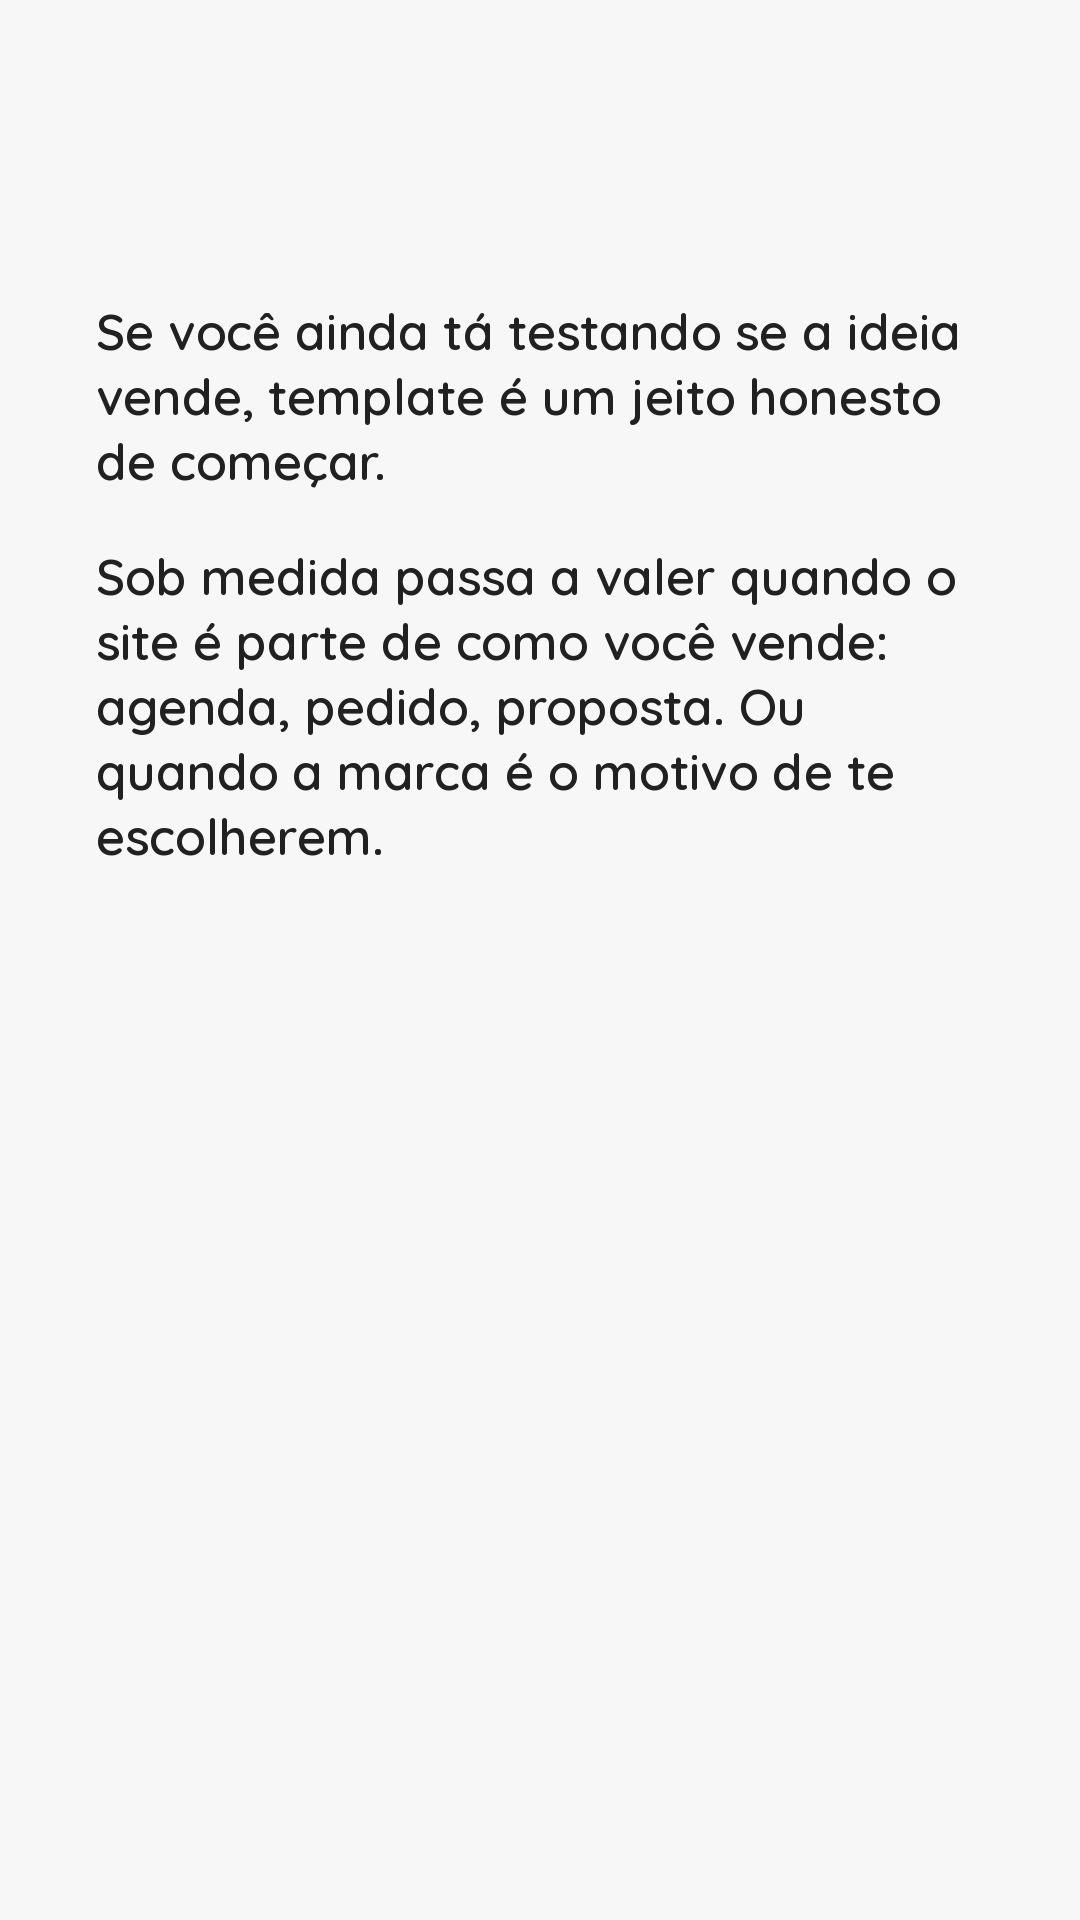 Se você ainda tá testando se a ideia
vende, template é um jeito honesto
de começar.
Sob medida passa a valer quando o
site é parte de como você vende:
agenda, pedido, proposta. Ou
quando a marca é o motivo de te
escolherem.